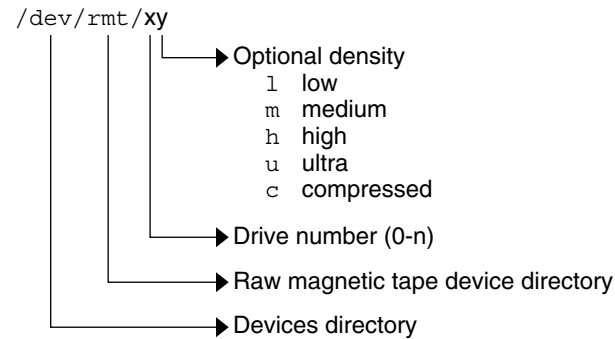 /dev/rmt/xy
Optional density
l low
m medium
h high
u ultra
c compressed
Drive number (0-n)
Raw magnetic tape device directory
Devices directory